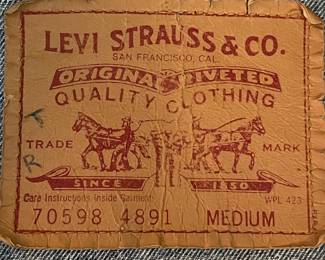 LEVI STRAUSS & CO.
SAN FRANCISCO, CAL.
ORIGINAL RIVETED
QUALITY CLOTHING
TRADE MARK
SINCE 1850
Care Instructions Inside Garment WPL 423
70598 4891 MEDIUM